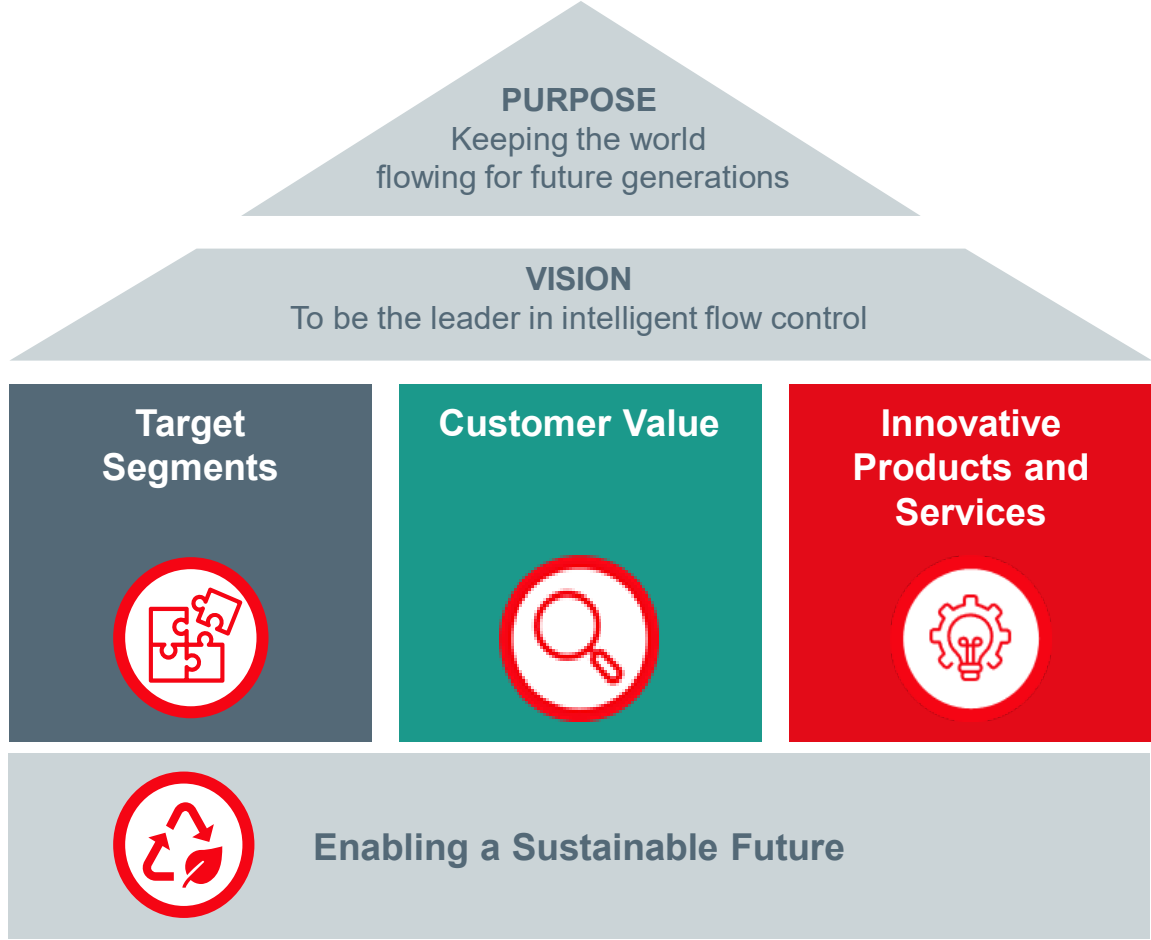 PURPOSE
Keeping the world
flowing for future generations
VISION
To be the leader in intelligent flow control
Target
Segments
Customer Value
Innovative
Products and
Services
Enabling a Sustainable Future